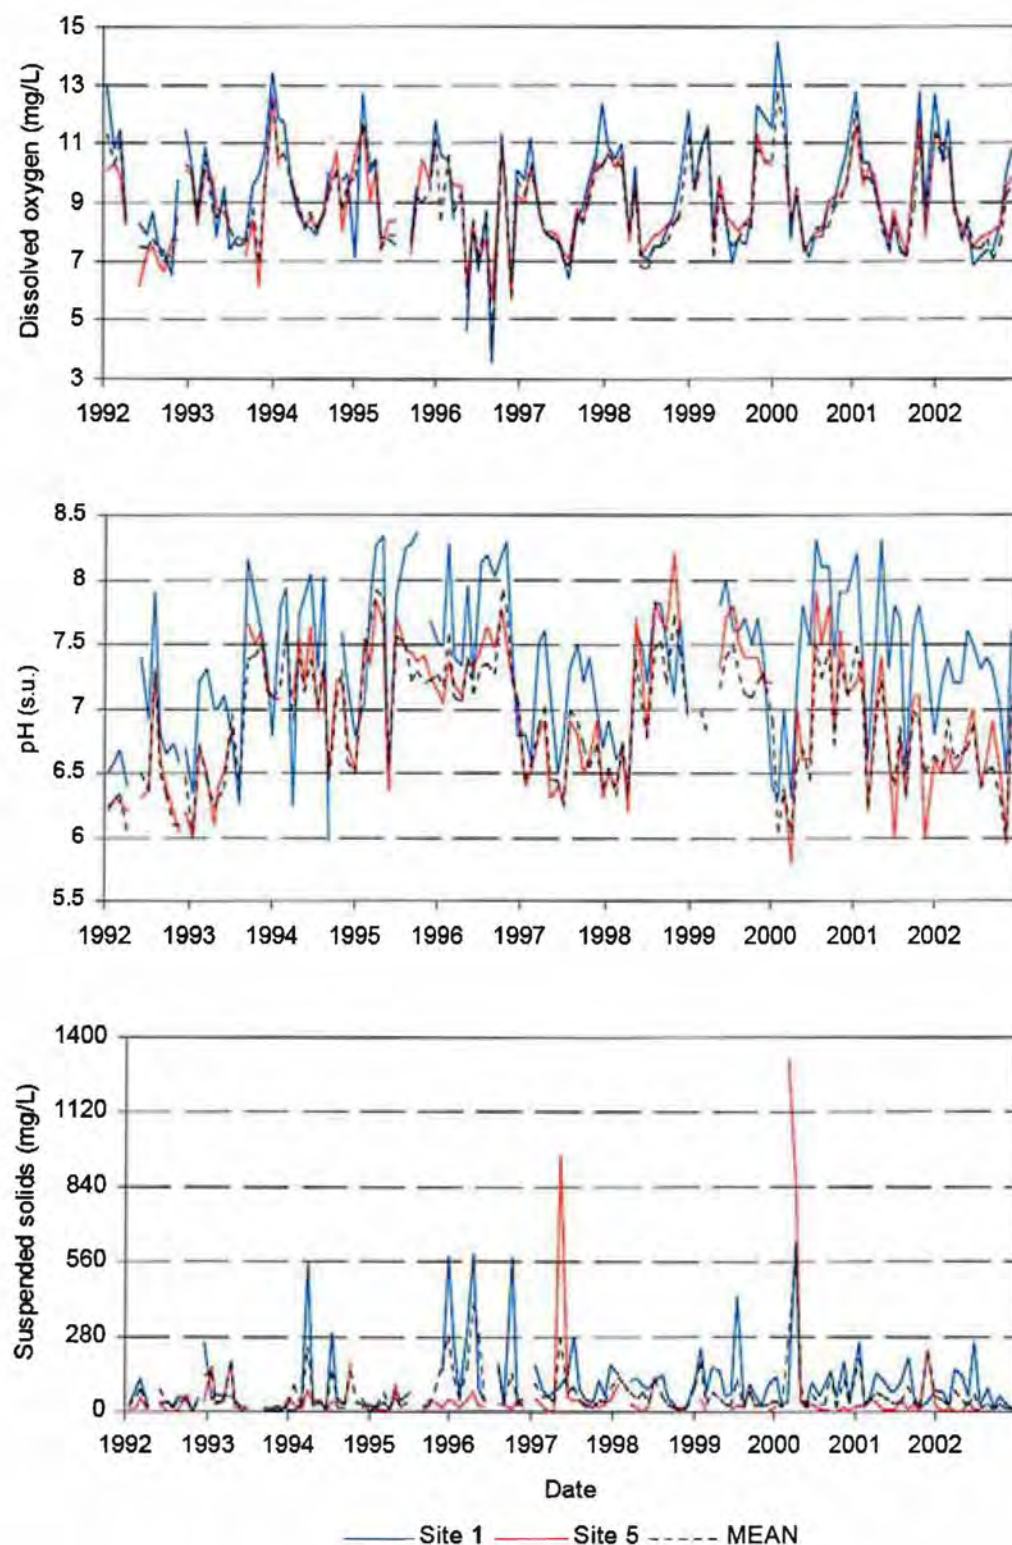 Dissolved oxygen (mg/L)
15
13
11
9
7
5
3
1992 1993 1994 1995 1996 1997 1998 1999 2000 2001 2002
pH (s.u.)
8.5
8
7.5
7
6.5
6
5.5
1992 1993 1994 1995 1996 1997 1998 1999 2000 2001 2002
Suspended solids (mg/L)
1400
1120
840
560
280
0
1992 1993 1994 1995 1996 1997 1998 1999 2000 2001 2002
Date
Site 1 Site 5 MEAN